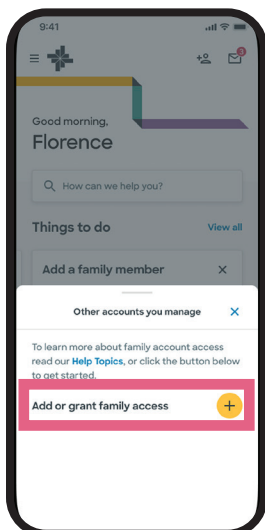 9:41
3
Good morning,
Florence
How can we help you?
Things to do View all
Add a family member
Other accounts you manage
To learn more about family account access
read our Help Topics, or click the button below
to get started.
Add or grant family access